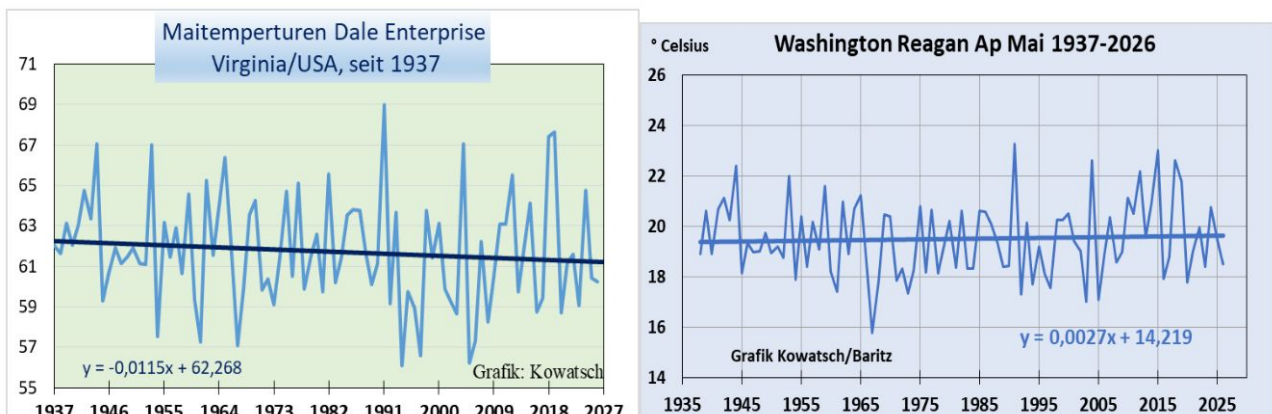 Maitemperturen Dale Enterprise
Virginia/USA, seit 1937
71
69
67
65
63
61
59
57
55
y = -0,0115x + 62,268
Grafik: Kowatsch
1937 1946 1955 1964 1973 1982 1991 2000 2009 2018 2027
° Celsius
Washington Reagan Ap Mai 1937-2026
26
24
22
20
18
16
14
y = 0,0027x + 14,219
Grafik Kowatsch/Baritz
1935 1945 1955 1965 1975 1985 1995 2005 2015 2025